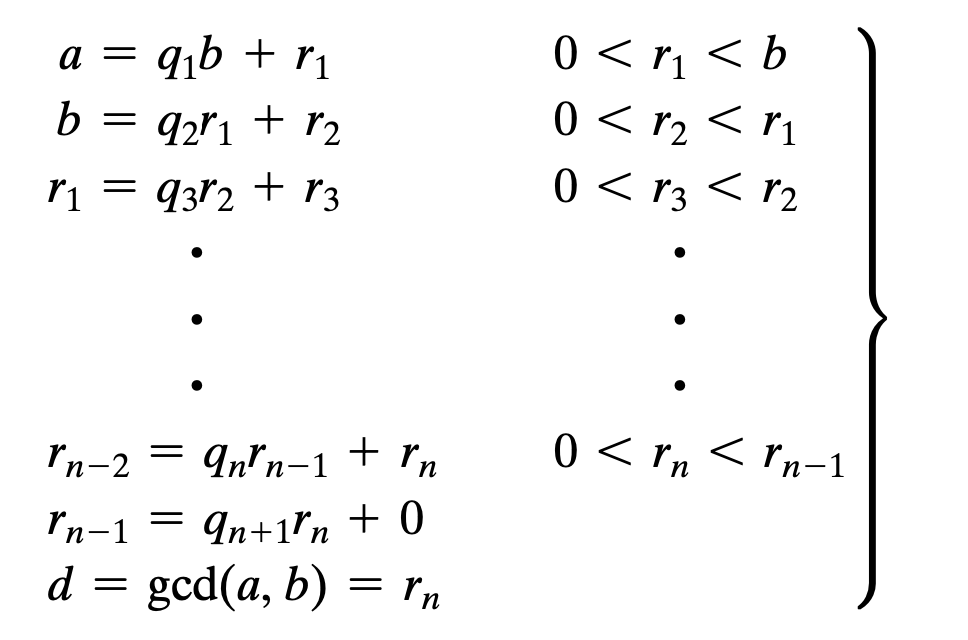 a = q₁b + r₁ 0 < r₁ < b
b = q₂r₁ + r₂ 0 < r₂ < r₁
r₁ = q₃r₂ + r₃ 0 < r₃ < r₂
· ·
· ·
· ·
rₙ₋₂ = qₙrₙ₋₁ + rₙ 0 < rₙ < rₙ₋₁
rₙ₋₁ = qₙ₊₁rₙ + 0
d = gcd(a, b) = rₙ